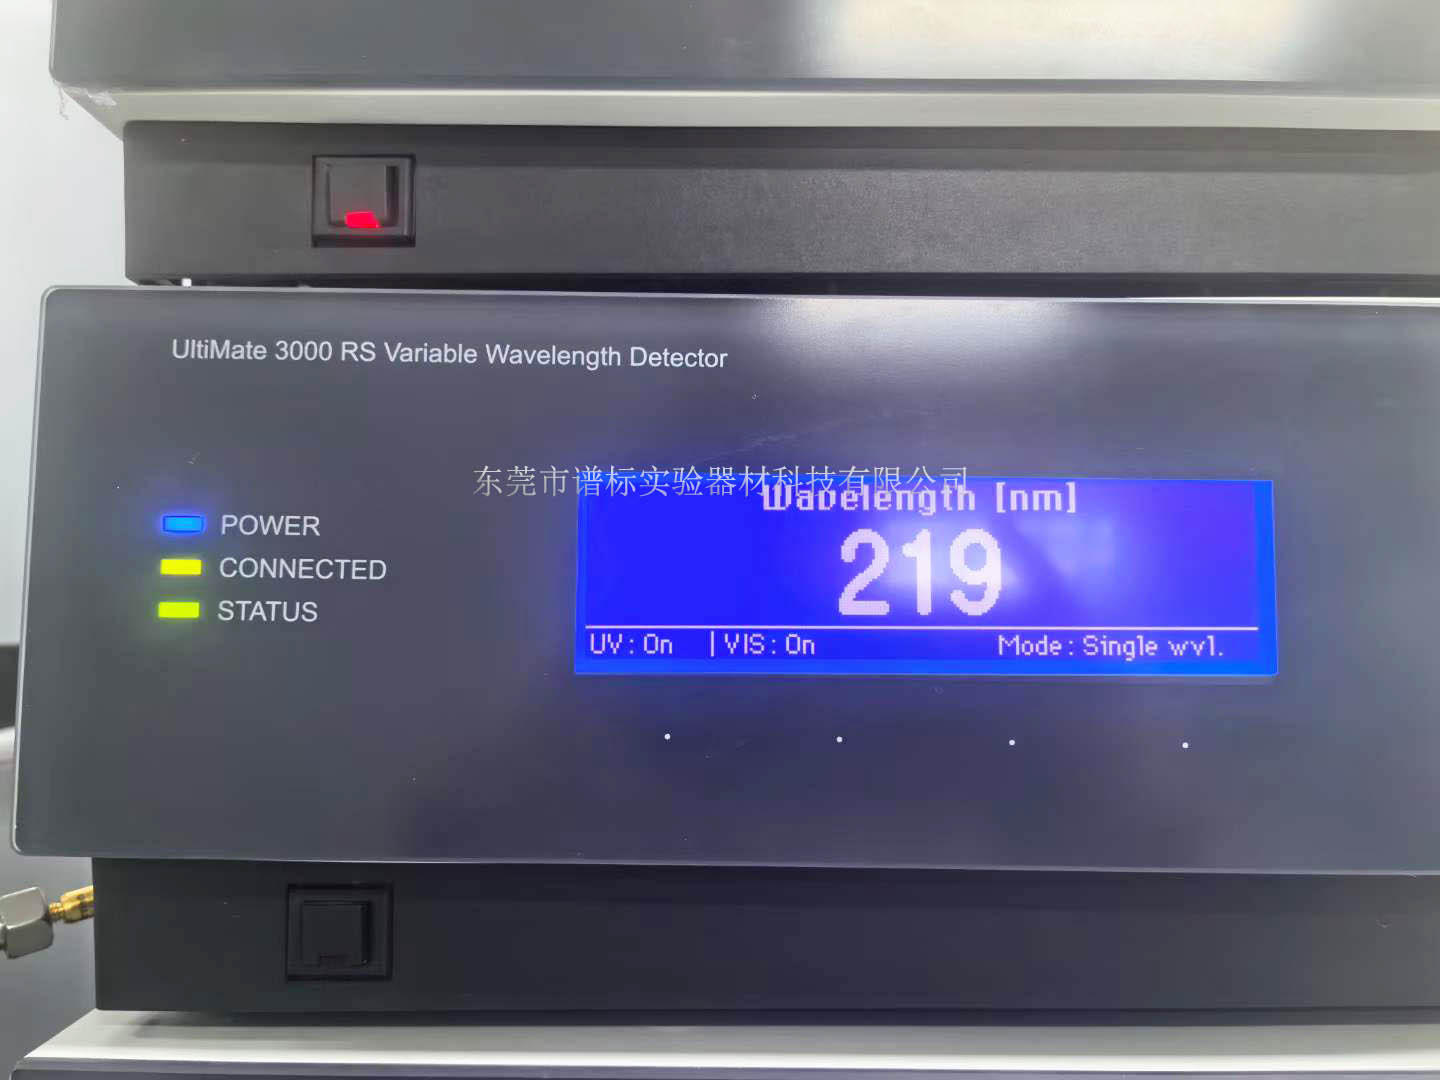 UltiMate 3000 RS Variable Wavelength Detector
东莞市谱标实验器材科技有限公司
Wavelength [nm]
219
POWER
CONNECTED
STATUS
UV: On | VIS: On Mode: Single wvl.